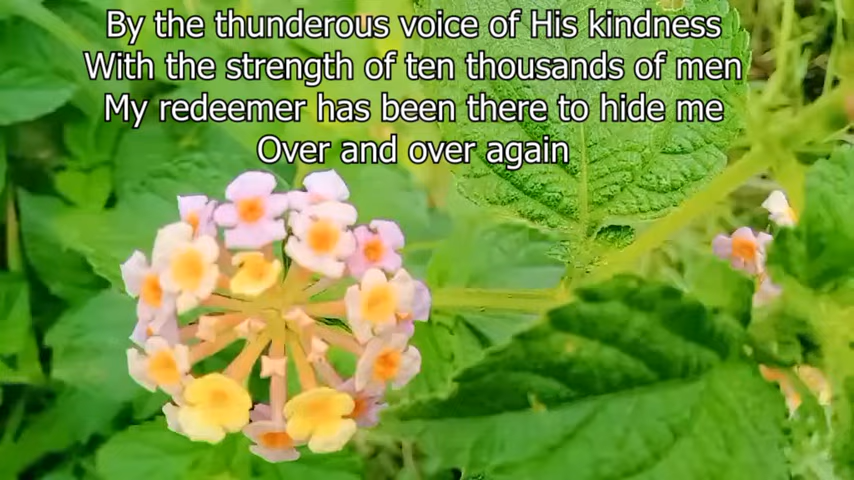 By the thunderous voice of His kindness
With the strength of ten thousands of men
My redeemer has been there to hide me
Over and over again